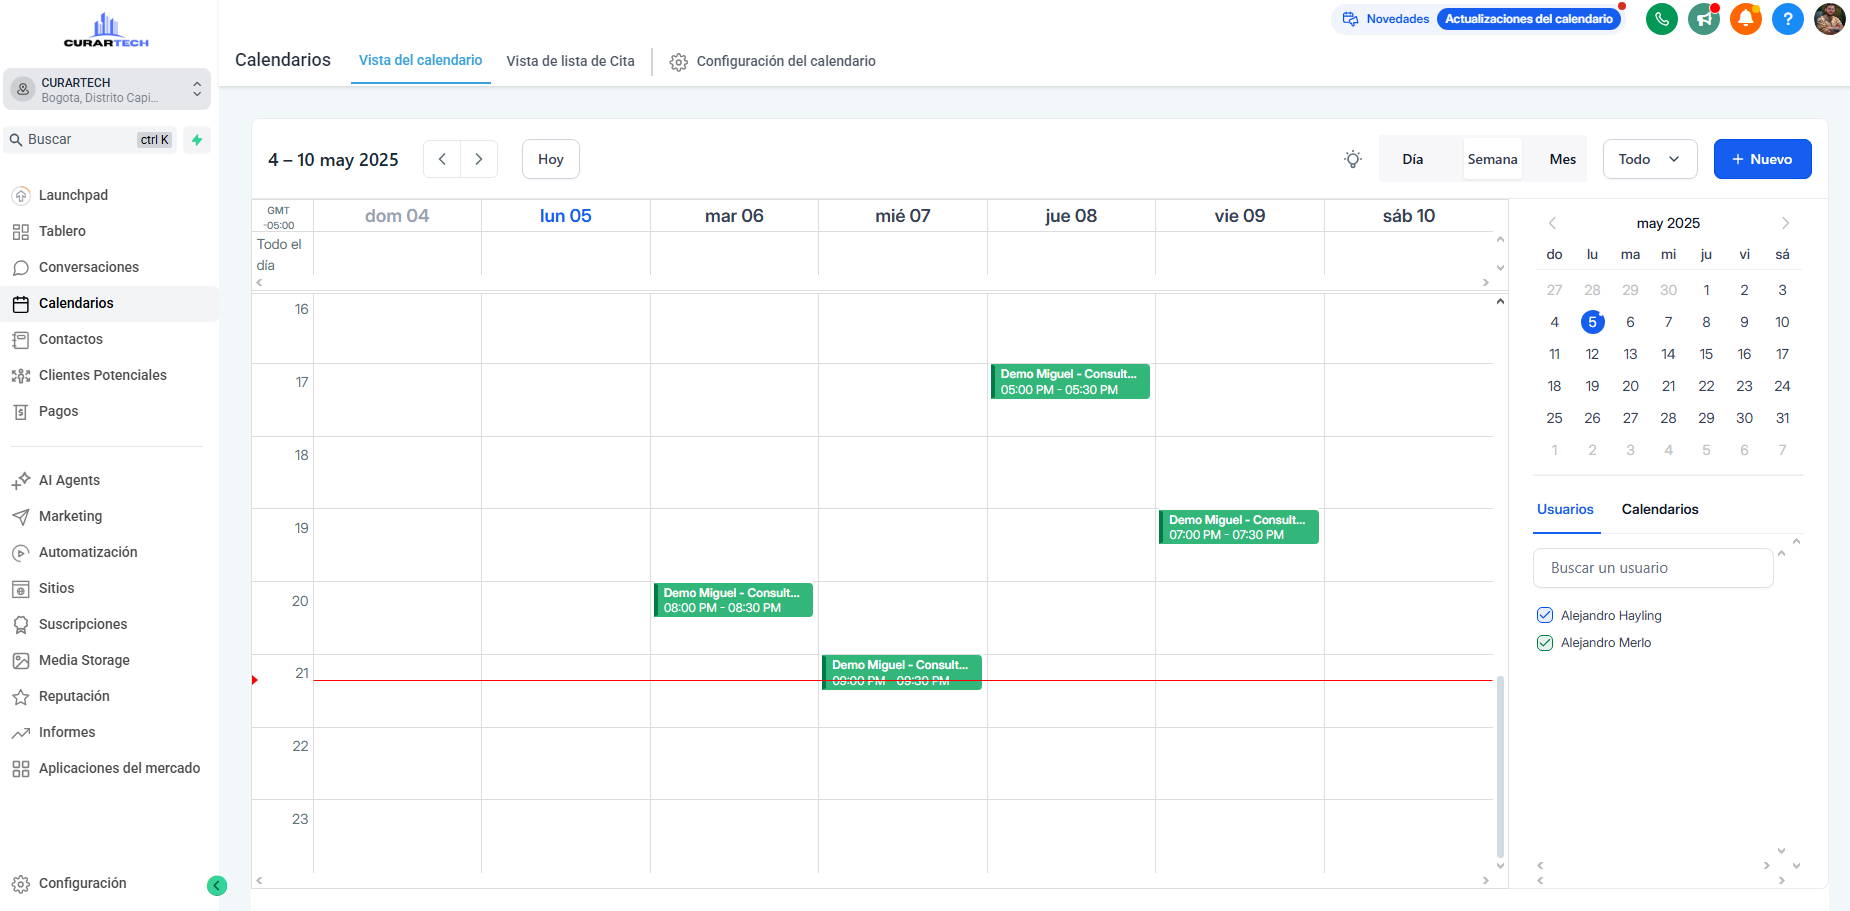 CURARTECH
CURARTECH
Bogota, Distrito Capi...
Buscar
ctrl K
Launchpad
Tablero
Conversaciones
Calendarios
Contactos
Clientes Potenciales
Pagos
AI Agents
Marketing
Automatización
Sitios
Suscripciones
Media Storage
Reputación
Informes
Aplicaciones del mercado
Configuración
Novedades
Actualizaciones del calendario
?
Calendarios
Vista del calendario
Vista de lista de Cita
Configuración del calendario
4 – 10 may 2025
Hoy
Día
Semana
Mes
Todo
+ Nuevo
GMT
-05:00
dom 04
lun 05
mar 06
mié 07
jue 08
vie 09
sáb 10
Todo el
día
16
17
Demo Miguel - Consult...
05:00 PM - 05:30 PM
18
19
Demo Miguel - Consult...
07:00 PM - 07:30 PM
20
Demo Miguel - Consult...
08:00 PM - 08:30 PM
21
Demo Miguel - Consult...
09:00 PM - 09:30 PM
22
23
may 2025
do lu ma mi ju vi sá
27 28 29 30 1 2 3
4 5 6 7 8 9 10
11 12 13 14 15 16 17
18 19 20 21 22 23 24
25 26 27 28 29 30 31
1 2 3 4 5 6 7
Usuarios
Calendarios
Buscar un usuario
Alejandro Hayling
Alejandro Merlo